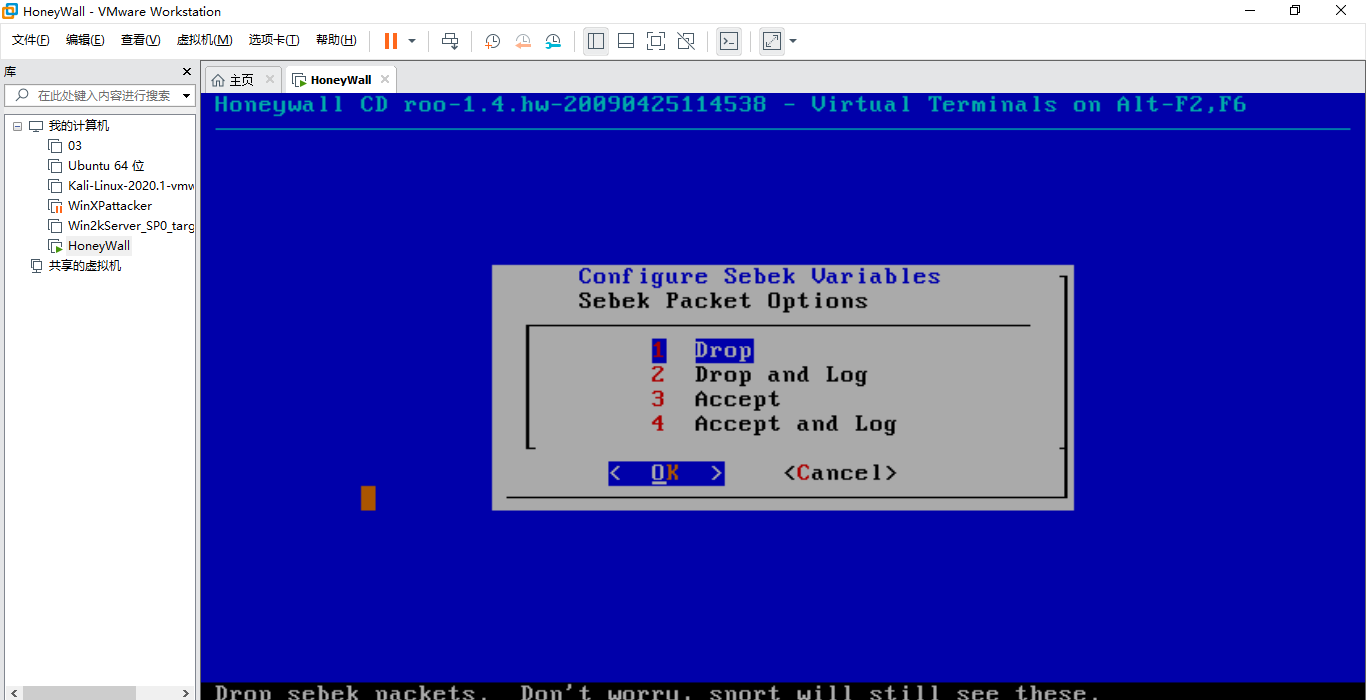 HoneyWall - VMware Workstation
文件(F) 编辑(E) 查看(V) 虚拟机(M) 选项卡(T) 帮助(H)
库
在此处键入内容进行搜索
我的计算机
03
Ubuntu 64 位
Kali-Linux-2020.1-vmw
WinXPattacker
Win2kServer_SP0_targ
HoneyWall
共享的虚拟机
主页 HoneyWall
Honeywall CD roo-1.4.hw-20090425114538 - Virtual Terminals on Alt-F2,F6
Configure Sebek Variables
Sebek Packet Options
1 Drop
2 Drop and Log
3 Accept
4 Accept and Log
< OK > <Cancel>
Drop sebek packets. Don't worry, snort will still see these.